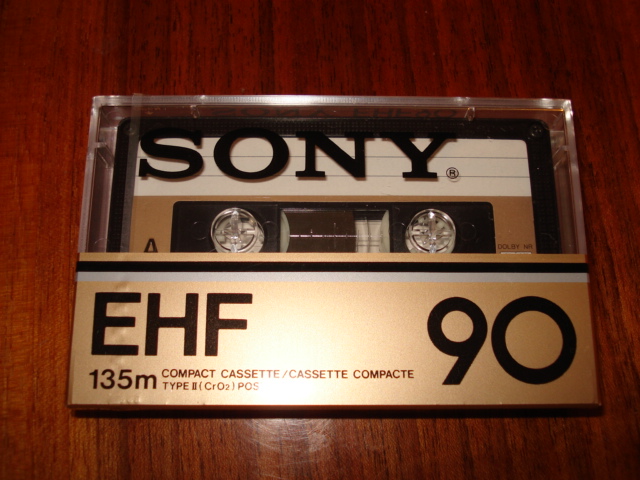 SONY®
A
DOLBY NR
EHF 90
135m COMPACT CASSETTE/CASSETTE COMPACTE
TYPE II (CrO2) POS